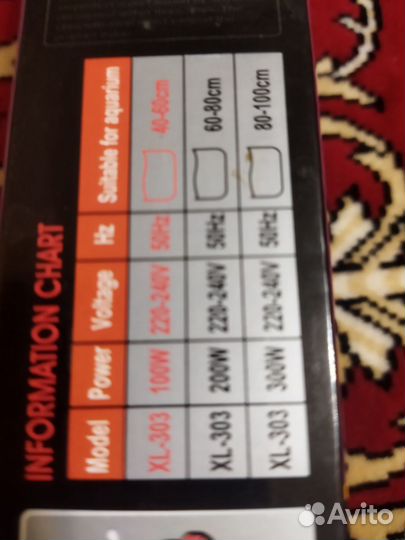 INFORMATION CHART
Model Power Voltage Hz Suitable for aquarium
XL-303 100W 220-240V 50Hz 40-60cm
XL-303 200W 220-240V 50Hz 60-80cm
XL-303 300W 220-240V 50Hz 80-100cm
Avito